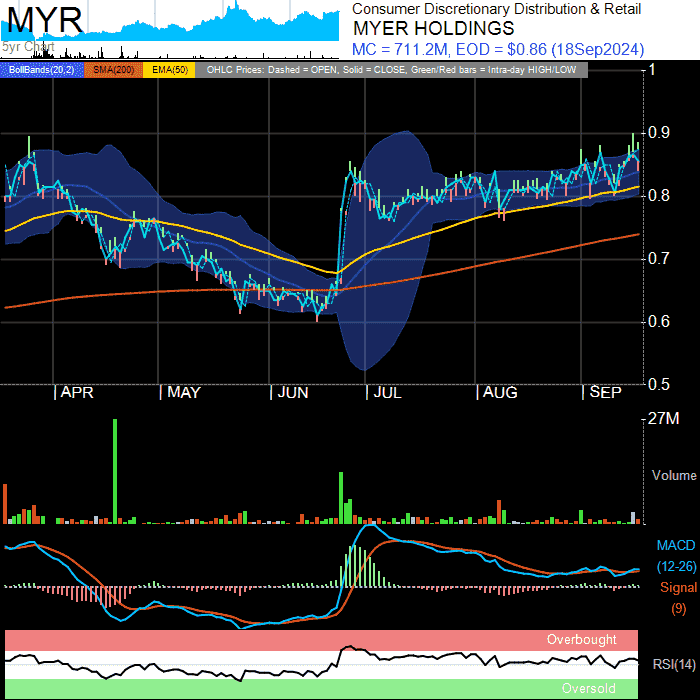 MYR
5yr Chart
Consumer Discretionary Distribution & Retail
MYER HOLDINGS
MC = 711.2M, EOD = $0.86 (18Sep2024)
BollBands(20,2) SMA(200) EMA(50) OHLC Prices: Dashed = OPEN, Solid = CLOSE, Green/Red bars = Intra-day HIGH/LOW
1
0.9
0.8
0.7
0.6
0.5
APR MAY JUN JUL AUG SEP
27M
Volume
MACD
(12-26)
Signal
(9)
Overbought
RSI(14)
Oversold